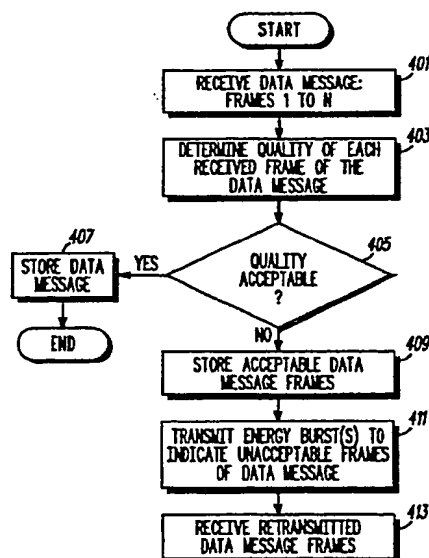 START
401
RECEIVE DATA MESSAGE:
FRAMES 1 TO N
403
DETERMINE QUALITY OF EACH
RECEIVED FRAME OF THE
DATA MESSAGE
405
QUALITY
ACCEPTABLE
?
YES
407
STORE DATA
MESSAGE
END
NO
409
STORE ACCEPTABLE DATA
MESSAGE FRAMES
411
TRANSMIT ENERGY BURST(S) TO
INDICATE UNACCEPTABLE FRAMES
OF DATA MESSAGE
413
RECEIVE RETRANSMITTED
DATA MESSAGE FRAMES